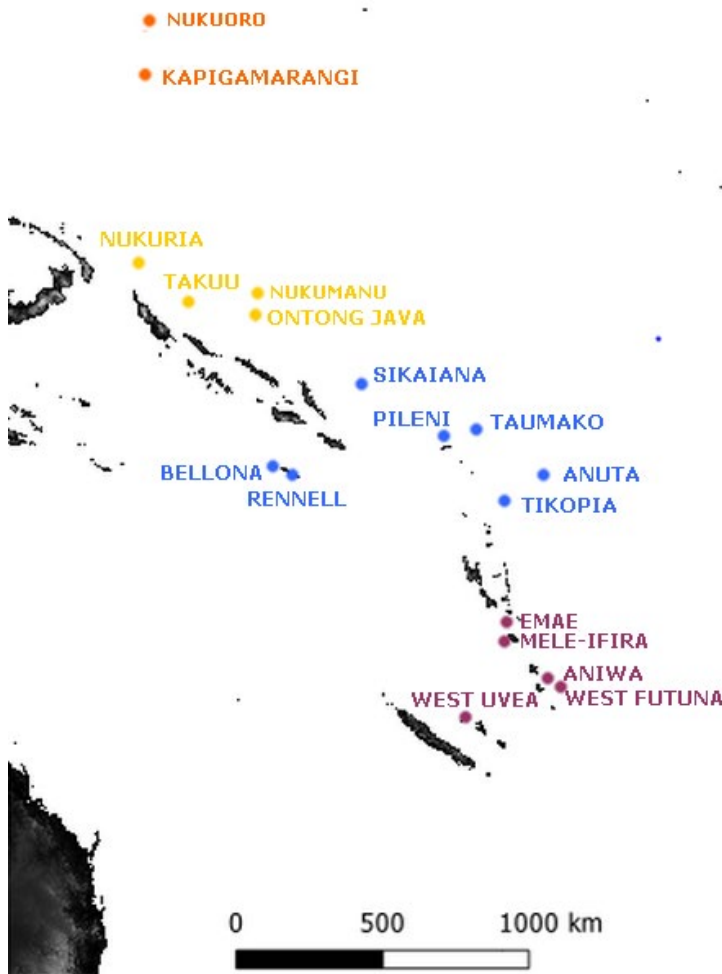 NUKUORO
KAPIGAMARANGI
NUKURIA
TAKUU
NUKUMANU
ONTONG JAVA
SIKAIANA
PILENI
TAUMAKO
BELLONA
RENNELL
ANUTA
TIKOPIA
EMAE
MELE-IFIRA
ANIWA
WEST FUTUNA
WEST UVEA
0 500 1000 km